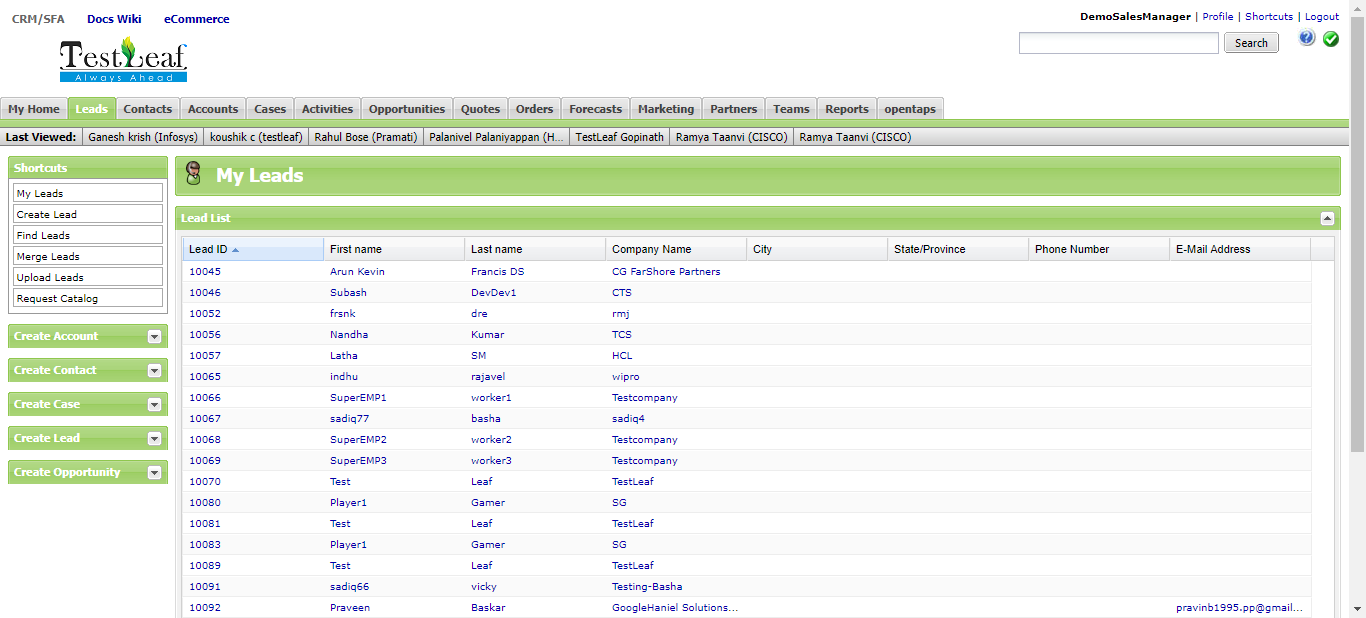 CRM/SFA Docs Wiki eCommerce
DemoSalesManager | Profile | Shortcuts | Logout
TestLeaf
Always Ahead
Search
?
My Home Leads Contacts Accounts Cases Activities Opportunities Quotes Orders Forecasts Marketing Partners Teams Reports opentaps
Last Viewed: Ganesh krish (Infosys) koushik c (testleaf) Rahul Bose (Pramati) Palanivel Palaniyappan (H... TestLeaf Gopinath Ramya Taanvi (CISCO) Ramya Taanvi (CISCO)
Shortcuts
My Leads
Create Lead
Find Leads
Merge Leads
Upload Leads
Request Catalog
Create Account
Create Contact
Create Case
Create Lead
Create Opportunity
My Leads
Lead List
Lead ID First name Last name Company Name City State/Province Phone Number E-Mail Address
10045 Arun Kevin Francis DS CG FarShore Partners
10046 Subash DevDev1 CTS
10052 frsnk dre rmj
10056 Nandha Kumar TCS
10057 Latha SM HCL
10065 indhu rajavel wipro
10066 SuperEMP1 worker1 Testcompany
10067 sadiq77 basha sadiq4
10068 SuperEMP2 worker2 Testcompany
10069 SuperEMP3 worker3 Testcompany
10070 Test Leaf TestLeaf
10080 Player1 Gamer SG
10081 Test Leaf TestLeaf
10083 Player1 Gamer SG
10089 Test Leaf TestLeaf
10091 sadiq66 vicky Testing-Basha
10092 Praveen Baskar GoogleHaniel Solutions... pravinb1995.pp@gmail...